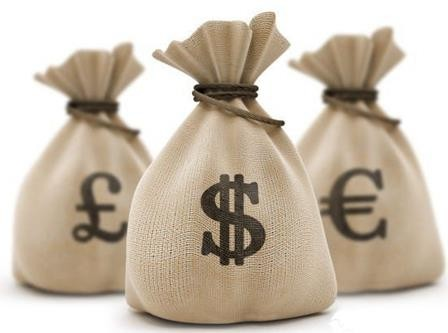 £ $ €